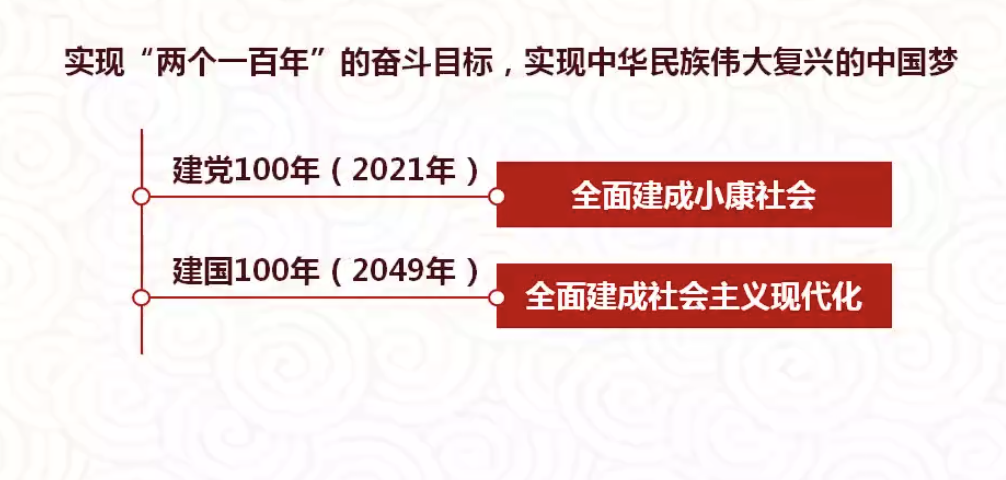 实现“两个一百年”的奋斗目标，实现中华民族伟大复兴的中国梦
建党100年（2021年）
全面建成小康社会
建国100年（2049年）
全面建成社会主义现代化